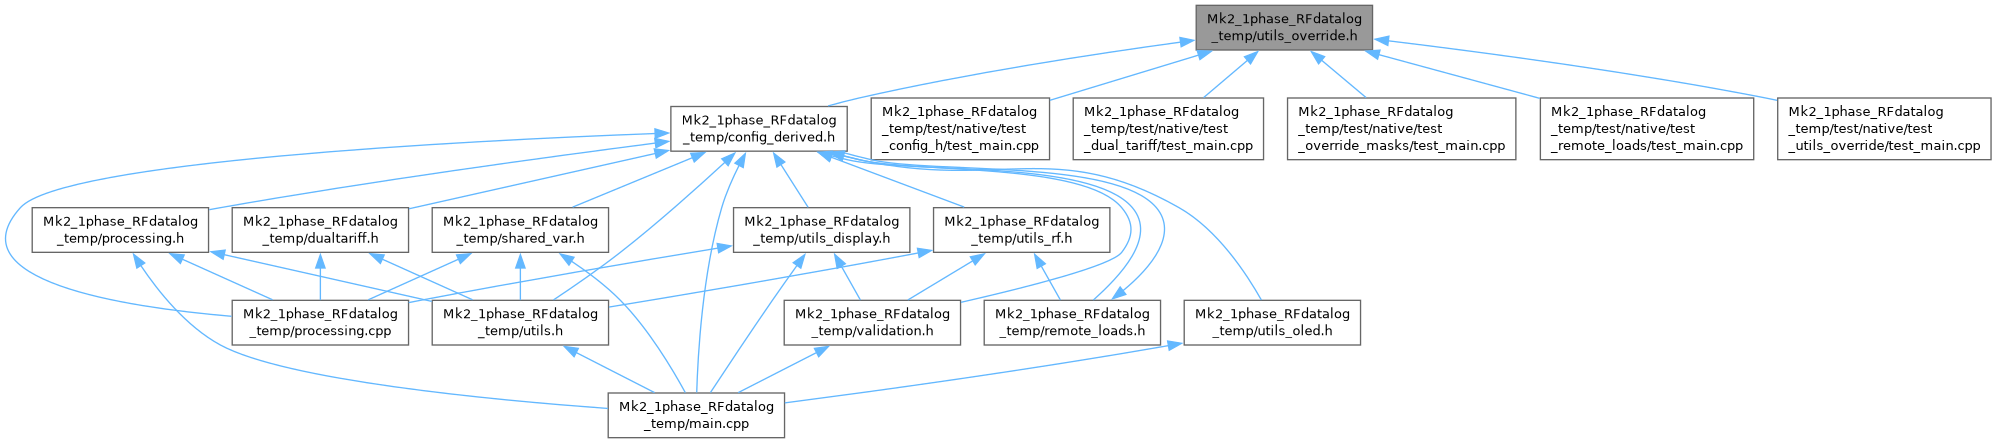 Mk2_1phase_RFdatalog
_temp/utils_override.h
Mk2_1phase_RFdatalog
_temp/config_derived.h
Mk2_1phase_RFdatalog
_temp/test/native/test
_config_h/test_main.cpp
Mk2_1phase_RFdatalog
_temp/test/native/test
_dual_tariff/test_main.cpp
Mk2_1phase_RFdatalog
_temp/test/native/test
_override_masks/test_main.cpp
Mk2_1phase_RFdatalog
_temp/test/native/test
_remote_loads/test_main.cpp
Mk2_1phase_RFdatalog
_temp/test/native/test
_utils_override/test_main.cpp
Mk2_1phase_RFdatalog
_temp/processing.h
Mk2_1phase_RFdatalog
_temp/dualtariff.h
Mk2_1phase_RFdatalog
_temp/shared_var.h
Mk2_1phase_RFdatalog
_temp/utils_display.h
Mk2_1phase_RFdatalog
_temp/utils_rf.h
Mk2_1phase_RFdatalog
_temp/processing.cpp
Mk2_1phase_RFdatalog
_temp/utils.h
Mk2_1phase_RFdatalog
_temp/validation.h
Mk2_1phase_RFdatalog
_temp/remote_loads.h
Mk2_1phase_RFdatalog
_temp/utils_oled.h
Mk2_1phase_RFdatalog
_temp/main.cpp